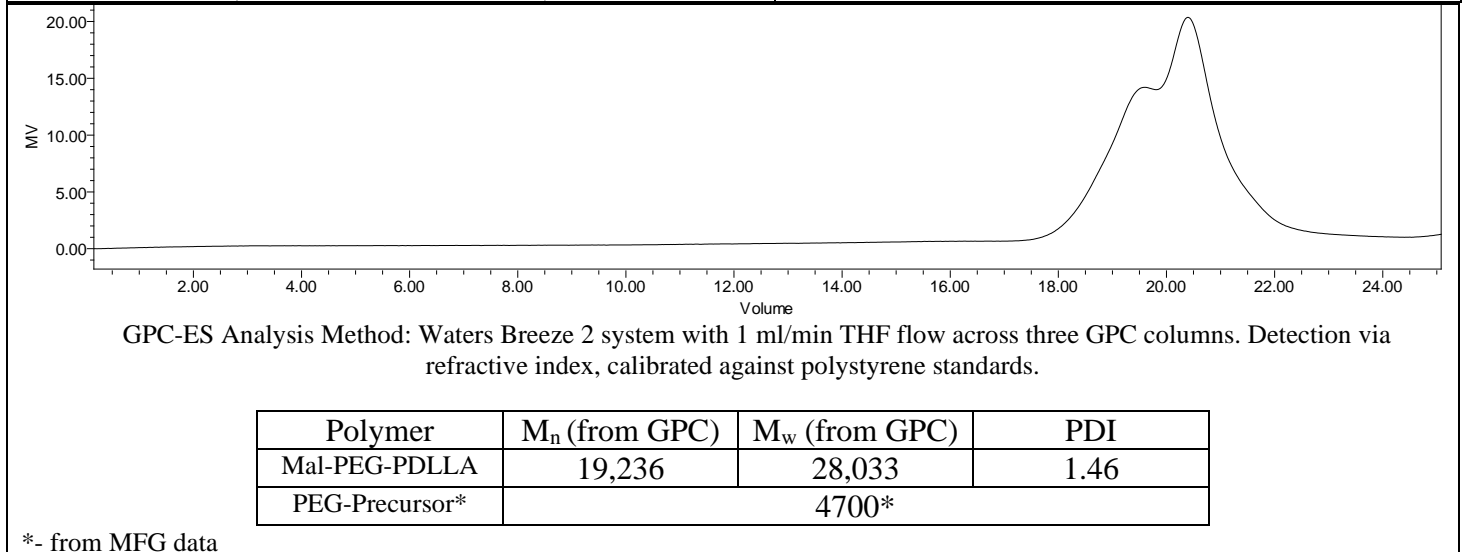 20.00
15.00
10.00
5.00
0.00
MV
2.00 4.00 6.00 8.00 10.00 12.00 14.00 16.00 18.00 20.00 22.00 24.00
Volume
GPC-ES Analysis Method: Waters Breeze 2 system with 1 ml/min THF flow across three GPC columns. Detection via
refractive index, calibrated against polystyrene standards.
Polymer Mn (from GPC) Mw (from GPC) PDI
Mal-PEG-PDLLA 19,236 28,033 1.46
PEG-Precursor* 4700*
*- from MFG data